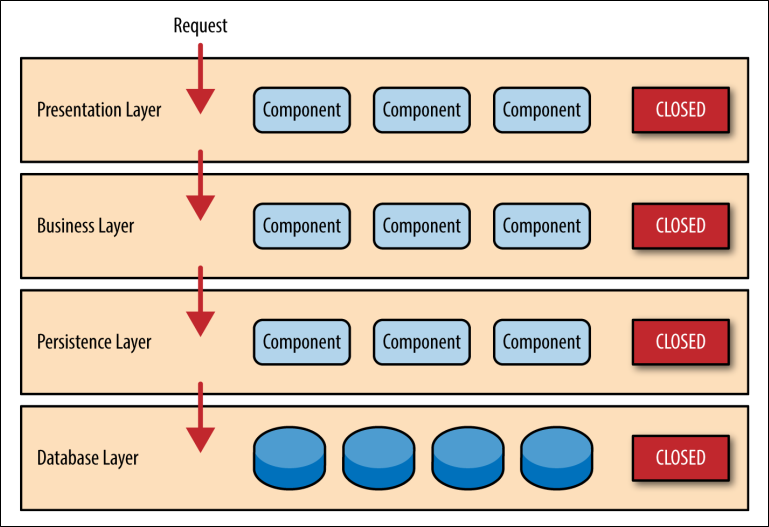 Request
Presentation Layer
Component
Component
Component
CLOSED
Business Layer
Component
Component
Component
CLOSED
Persistence Layer
Component
Component
Component
CLOSED
Database Layer
CLOSED